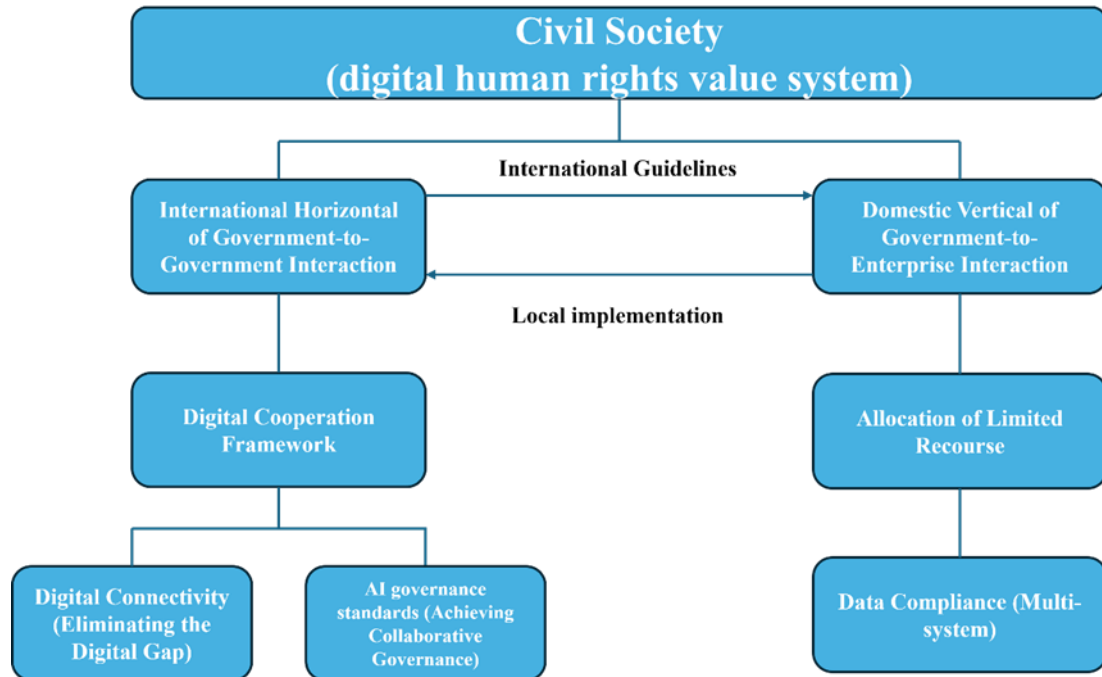 Civil Society
(digital human rights value system)
International Guidelines
International Horizontal
of Government-to-
Government Interaction
Domestic Vertical of
Government-to-
Enterprise Interaction
Local implementation
Digital Cooperation
Framework
Allocation of Limited
Recourse
Digital Connectivity
(Eliminating the
Digital Gap)
AI governance
standards (Achieving
Collaborative
Governance)
Data Compliance (Multi-
system)